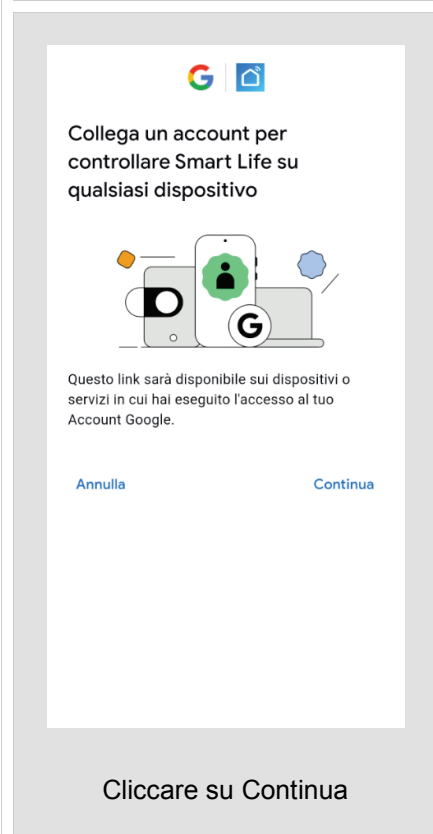 Collega un account per
controllare Smart Life su
qualsiasi dispositivo
G
Questo link sarà disponibile sui dispositivi o
servizi in cui hai eseguito l'accesso al tuo
Account Google.
Annulla
Continua
Cliccare su Continua